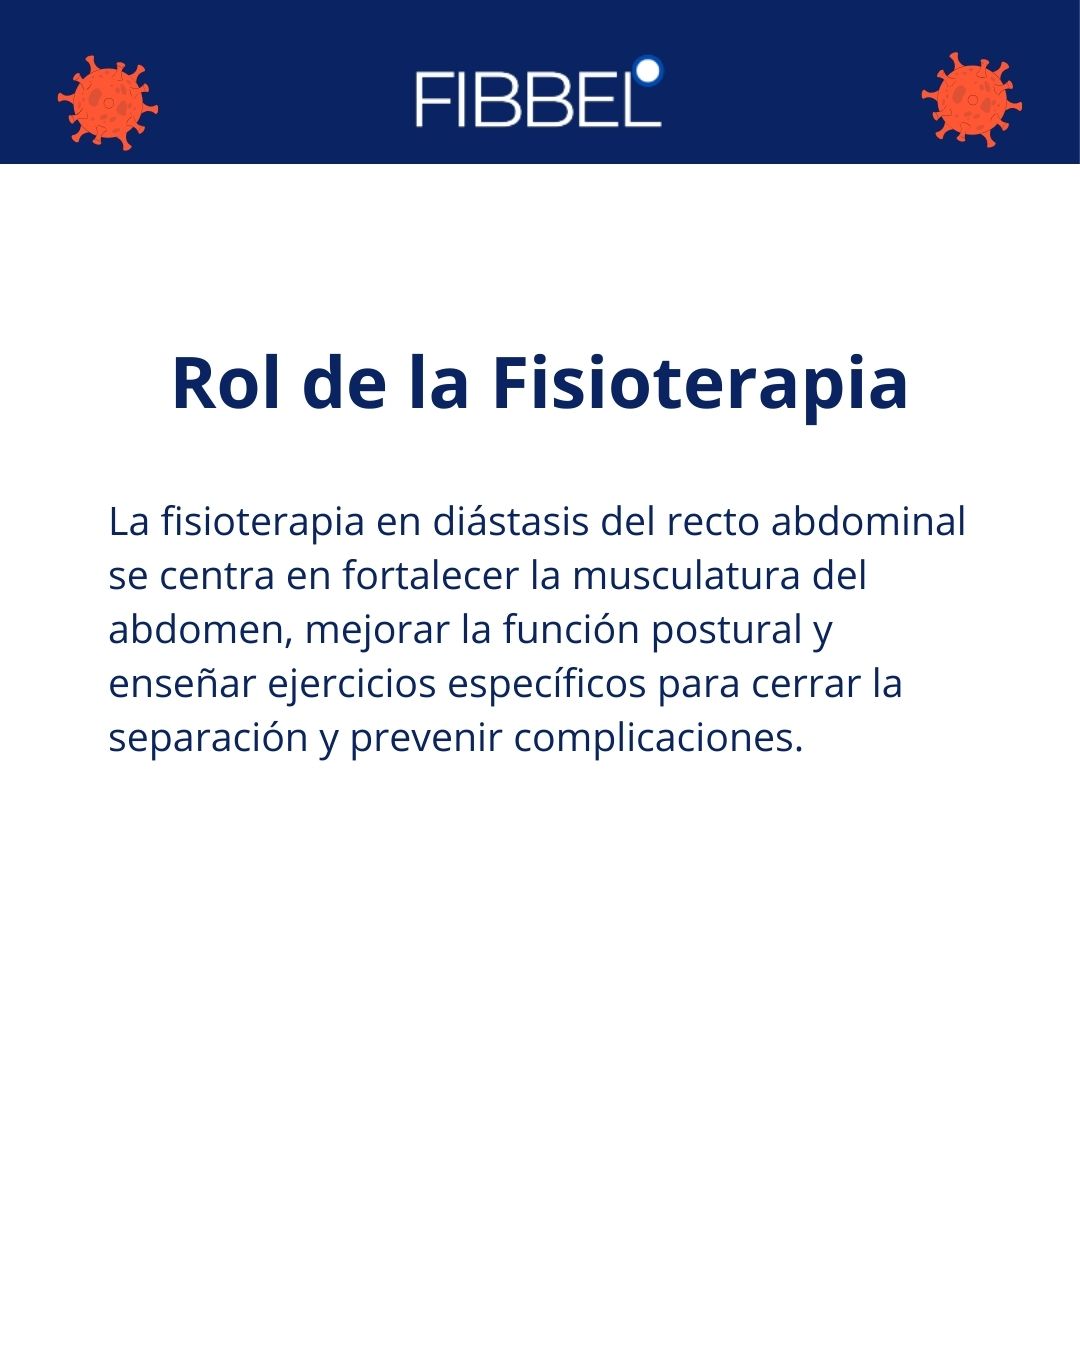 FIBBEL
Rol de la Fisioterapia
La fisioterapia en diástasis del recto abdominal
se centra en fortalecer la musculatura del
abdomen, mejorar la función postural y
enseñar ejercicios específicos para cerrar la
separación y prevenir complicaciones.